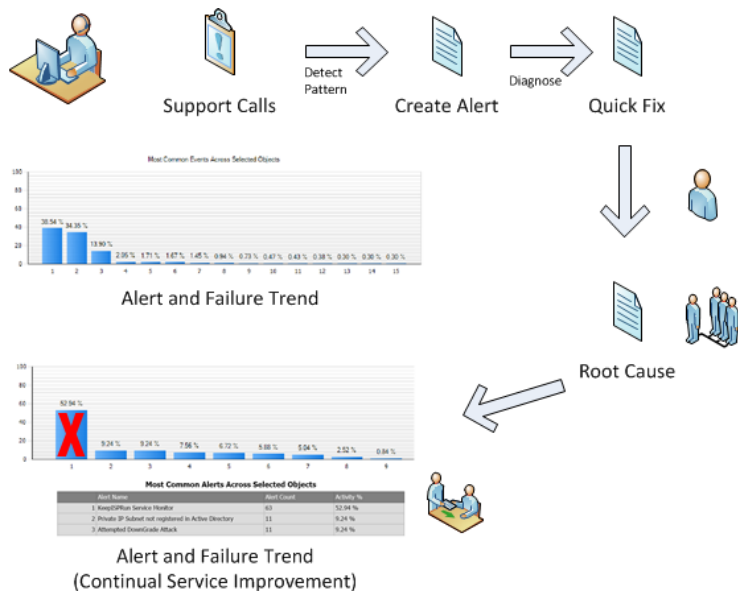 Detect
Pattern
Diagnose
Support Calls
Create Alert
Quick Fix
Most Common Events Across Selected Objects
100
80
60
40
20
0
38.54 % 34.35 % 13.90 % 2.06 % 1.71 % 1.67 % 1.45 % 0.94 % 0.73 % 0.47 % 0.43 % 0.38 % 0.30 % 0.30 % 0.30 %
1 2 3 4 5 6 7 8 9 10 11 12 13 14 15
Alert and Failure Trend
Root Cause
100
80
60
40
20
0
52.94 % 9.24 % 9.24 % 7.56 % 6.72 % 5.88 % 5.04 % 2.52 % 0.84 %
X
1 2 3 4 5 6 7 8 9
Most Common Alerts Across Selected Objects
Alert Name Alert Count Activity %
1 KeepISPRun Service Monitor 63 52.94 %
2 Private IP Subnet not registered in Active Directory 11 9.24 %
3 Attempted DownGrade Attack 11 9.24 %
Alert and Failure Trend
(Continual Service Improvement)